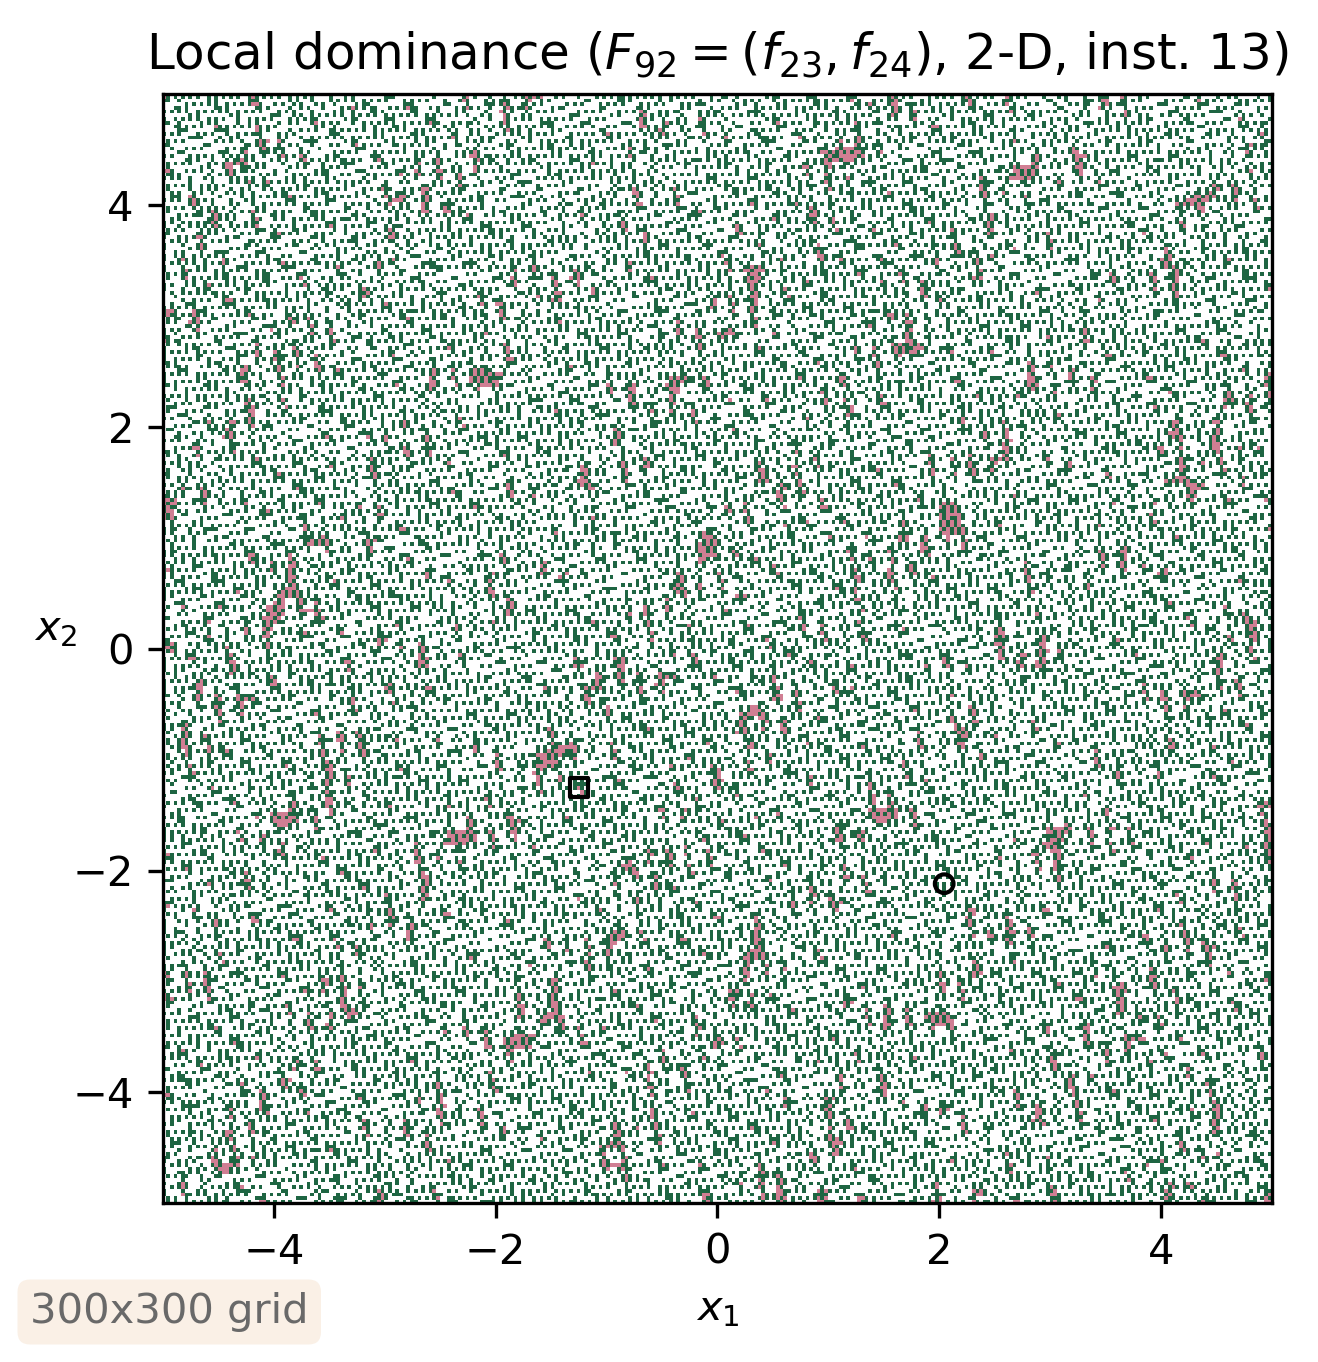 Local dominance (F₉₂ = (f₂₃, f₂₄), 2-D, inst. 13)
4
2
x₂
0
−2
−4
−4
−2
0
2
4
x₁
300x300 grid